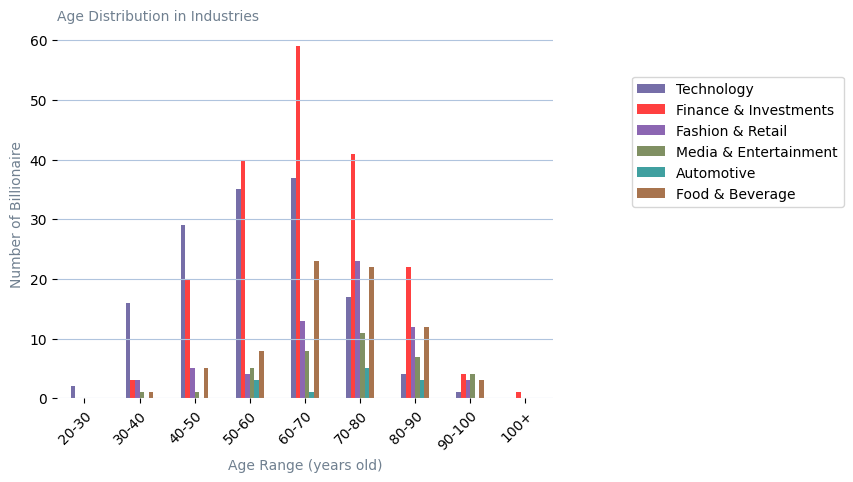 Age Distribution in Industries
60
50
40
30
20
10
0
Number of Billionaire
20-30
30-40
40-50
50-60
60-70
70-80
80-90
90-100
100+
Age Range (years old)
Technology
Finance & Investments
Fashion & Retail
Media & Entertainment
Automotive
Food & Beverage